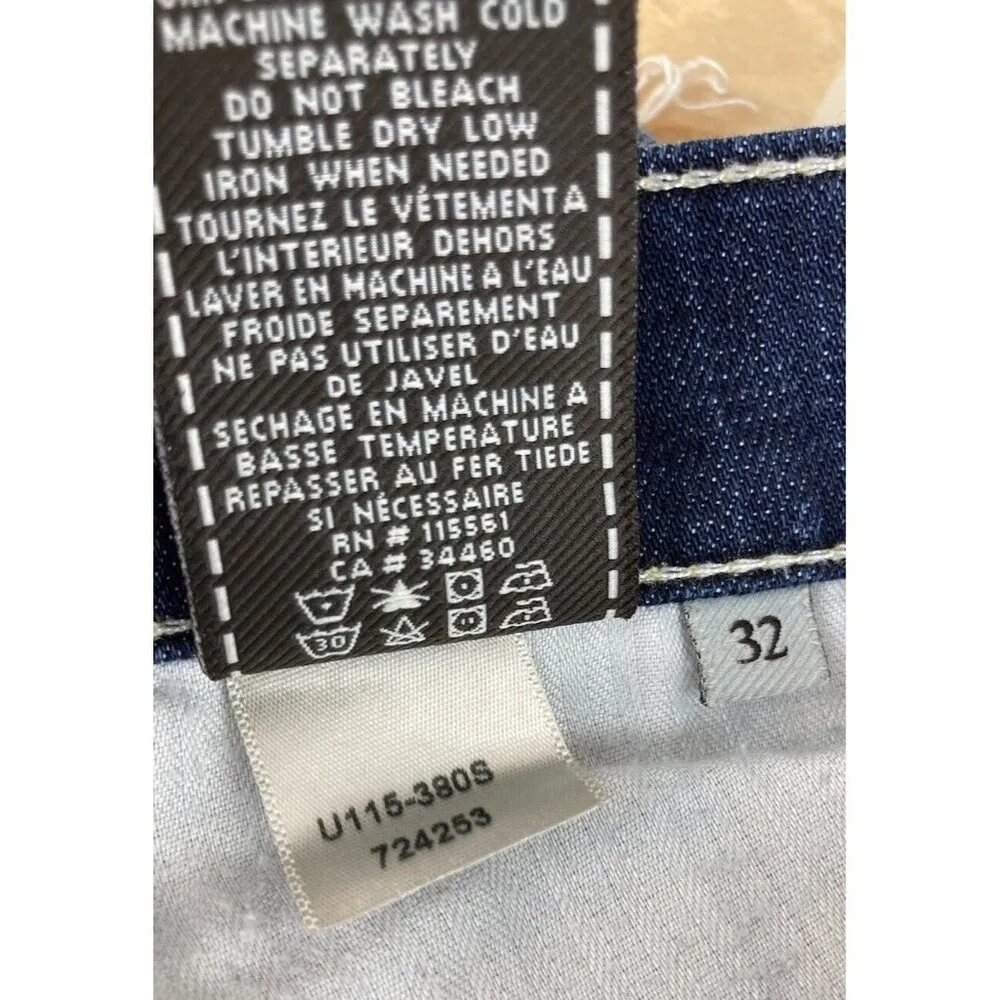 MACHINE WASH COLD
SEPARATELY
DO NOT BLEACH
TUMBLE DRY LOW
IRON WHEN NEEDED
TOURNEZ LE VÉTEMENT A
L'INTERIEUR DEHORS
LAVER EN MACHINE A L'EAU
FROIDE SEPAREMENT
NE PAS UTILISER D'EAU
DE JAVEL
SECHAGE EN MACHINE A
BASSE TEMPERATURE
REPASSER AU FER TIEDE
SI NÉCESSAIRE
RN # 115561
CA # 34460
30
32
U115-380S
724253